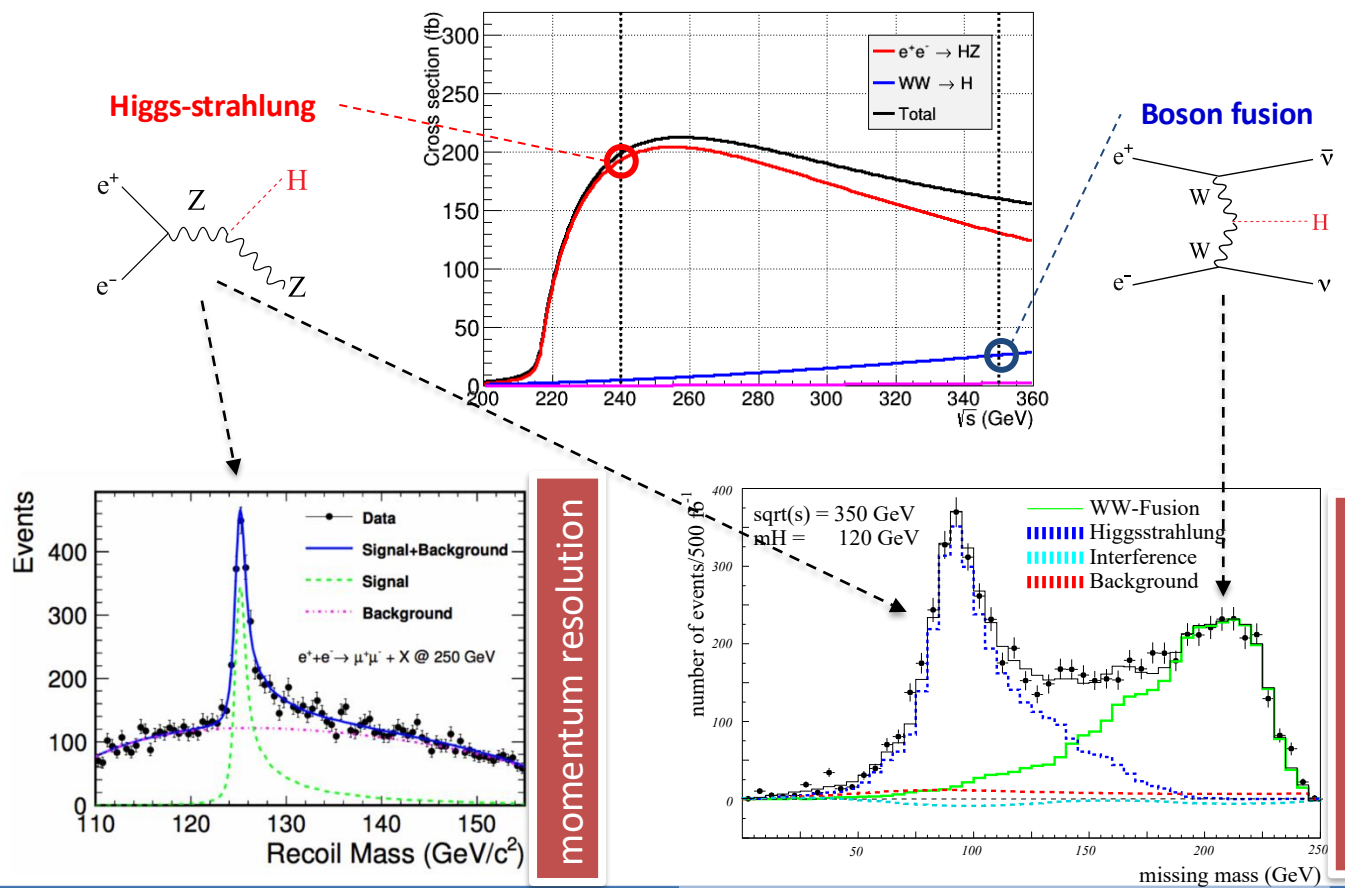 Higgs-strahlung
e⁺
e⁻
Z
H
Z
Cross section (fb)
300
250
200
150
100
50
0
200 220 240 260 280 300 320 340 360
√s (GeV)
e⁺e⁻ → HZ
WW → H
Total
Boson fusion
e⁺
ν̄
W
H
W
e⁻
ν
Events
400
300
200
100
0
110 120 130 140 150
Recoil Mass (GeV/c²)
Data
Signal+Background
Signal
Background
e⁺+e⁻→ μ⁺μ⁻ + X @ 250 GeV
momentum resolution
number of events/500 fb⁻¹
400
300
200
100
0
50 100 150 200 250
missing mass (GeV)
sqrt(s) = 350 GeV
mH = 120 GeV
WW-Fusion
Higgsstrahlung
Interference
Background